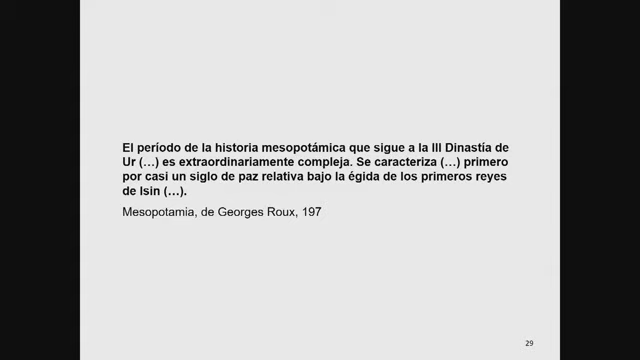 El período de la historia mesopotámica que sigue a la III Dinastía de
Ur (…) es extraordinariamente compleja. Se caracteriza (…) primero
por casi un siglo de paz relativa bajo la égida de los primeros reyes
de Isin (…).
Mesopotamia, de Georges Roux, 197
29